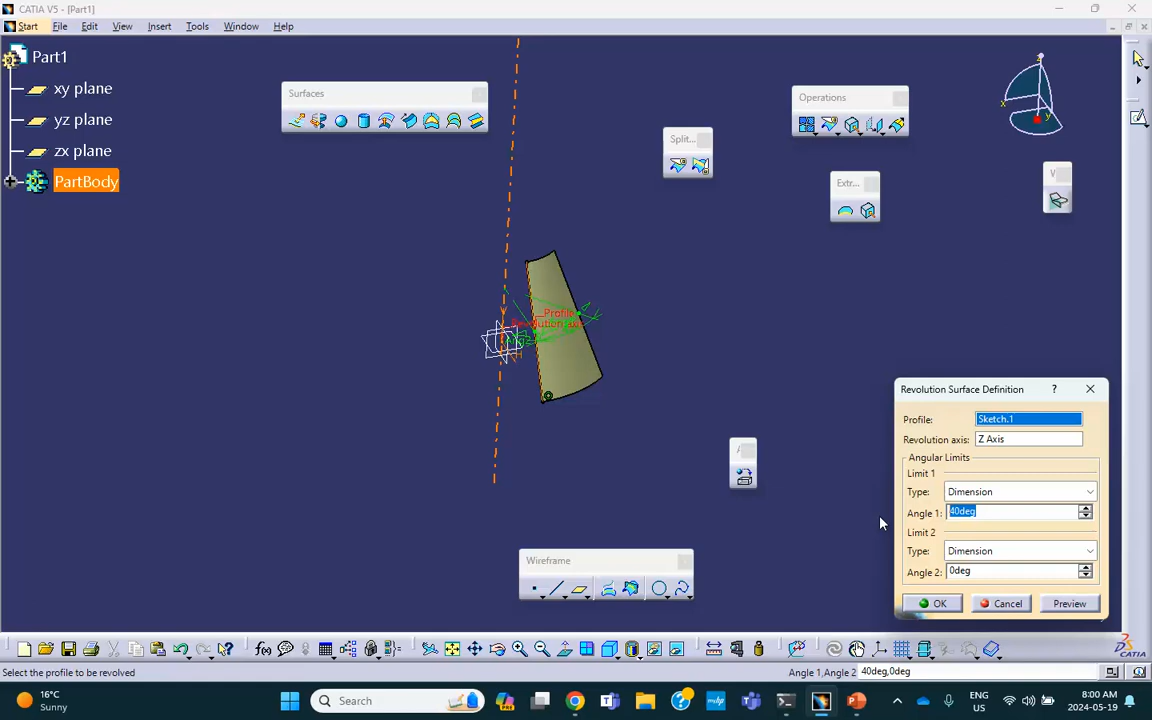 CATIA V5 - [Part1]
Start File Edit View Insert Tools Window Help
Part1
xy plane
yz plane
zx plane
PartBody
Surfaces
Operations
Split...
Extr...
V
z
x
y
Profile
Revolution axis
H
Revolution Surface Definition ? ×
Profile: Sketch.1
Revolution axis: Z Axis
Angular Limits
Limit 1
Type: Dimension
Angle 1: 40deg
Limit 2
Type: Dimension
Angle 2: 0deg
OK Cancel Preview
Wireframe
Select the profile to be revolved
Angle 1,Angle 2 40deg,0deg
CATIA
16°C
Sunny
Search
ENG
US
8:00 AM
2024-05-19